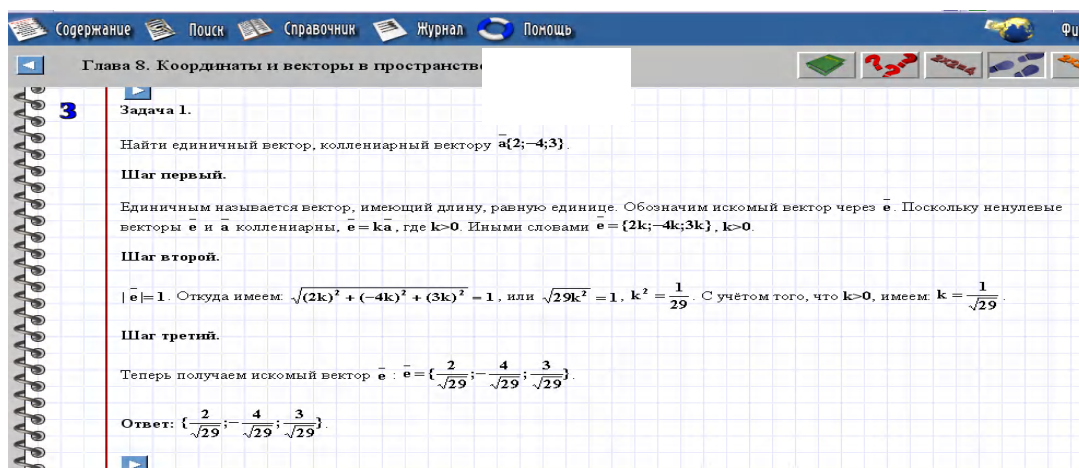 Содержание Поиск Справочник Журнал Помощь
Глава 8. Координаты и векторы в
3
Задача 1.
Найти единичный вектор, коллениарный вектору a̅{2;−4;3}.
Шаг первый.
Единичным называется вектор, имеющий длину, равную единице. Обозначим искомый вектор через e̅. Поскольку ненулевые
векторы e̅ и a̅ коллениарны, e̅ = ka̅, где k>0. Иными словами e̅ = {2k;−4k;3k}, k>0.
Шаг второй.
|e̅|=1. Откуда имеем: √((2k)² + (−4k)² + (3k)²) = 1, или √(29k²) = 1, k² = 1/29. С учётом того, что k>0, имеем: k = 1/√29.
Шаг третий.
Теперь получаем искомый вектор e̅ : e̅ = {2/√29;−4/√29;3/√29}.
Ответ: {2/√29;−4/√29;3/√29}.